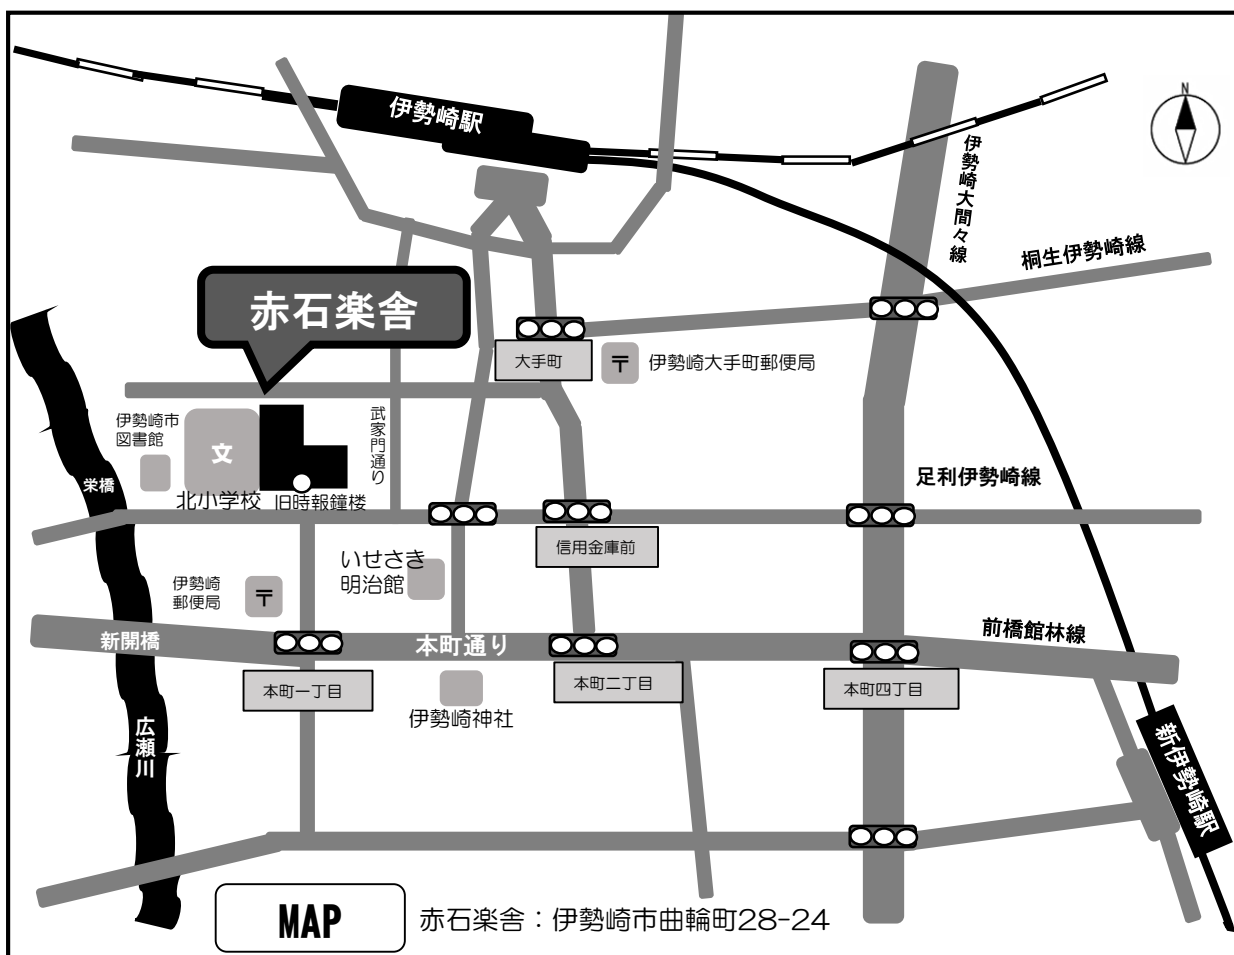 伊勢崎駅
N
伊勢崎大間々線
桐生伊勢崎線
赤石楽舎
大手町
〒
伊勢崎大手町郵便局
伊勢崎市
図書館
文
武家門通り
栄橋
北小学校
旧時報鐘楼
足利伊勢崎線
信用金庫前
いせさき
明治館
伊勢崎
郵便局
〒
新開橋
本町通り
前橋館林線
本町一丁目
本町二丁目
本町四丁目
伊勢崎神社
広瀬川
新伊勢崎駅
MAP
赤石楽舎：伊勢崎市曲輪町28-24